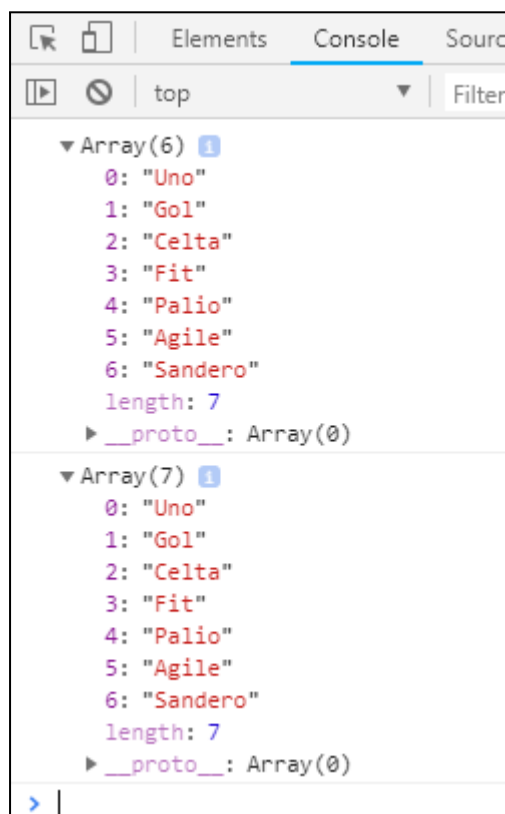 Elements Console Sourc
top ▼ Filter
▼Array(6) i
0: "Uno"
1: "Gol"
2: "Celta"
3: "Fit"
4: "Palio"
5: "Agile"
6: "Sandero"
length: 7
▶ __proto__: Array(0)
▼Array(7) i
0: "Uno"
1: "Gol"
2: "Celta"
3: "Fit"
4: "Palio"
5: "Agile"
6: "Sandero"
length: 7
▶ __proto__: Array(0)
>